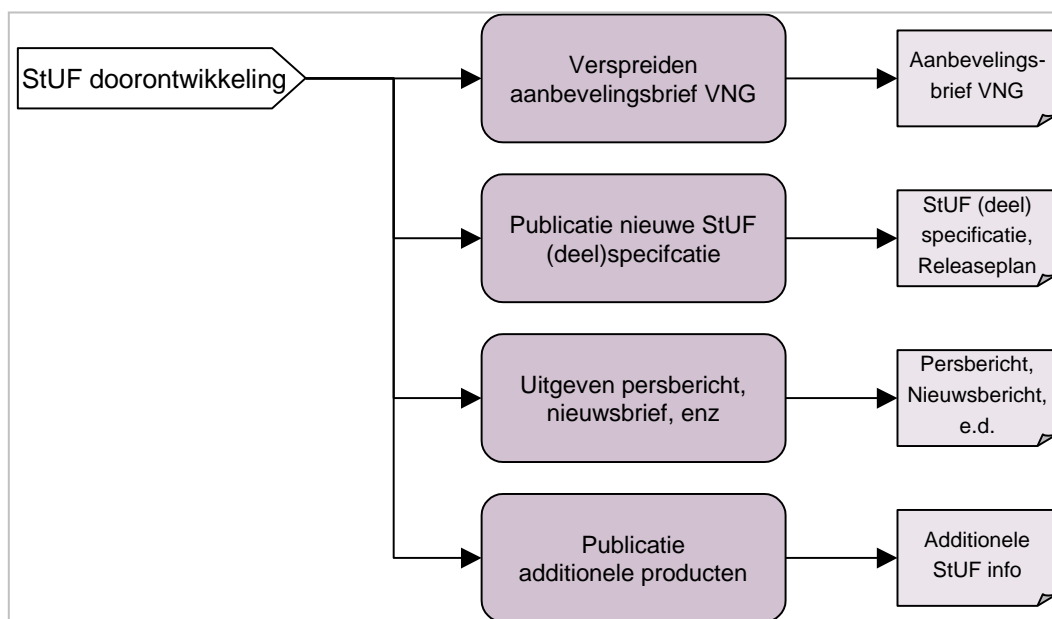 StUF doorontwikkeling
Verspreiden
aanbevelingsbrief VNG
Aanbevelings-
brief VNG
Publicatie nieuwe StUF
(deel)specifcatie
StUF (deel)
specificatie,
Releaseplan
Uitgeven persbericht,
nieuwsbrief, enz
Persbericht,
Nieuwsbericht,
e.d.
Publicatie
additionele producten
Additionele
StUF info